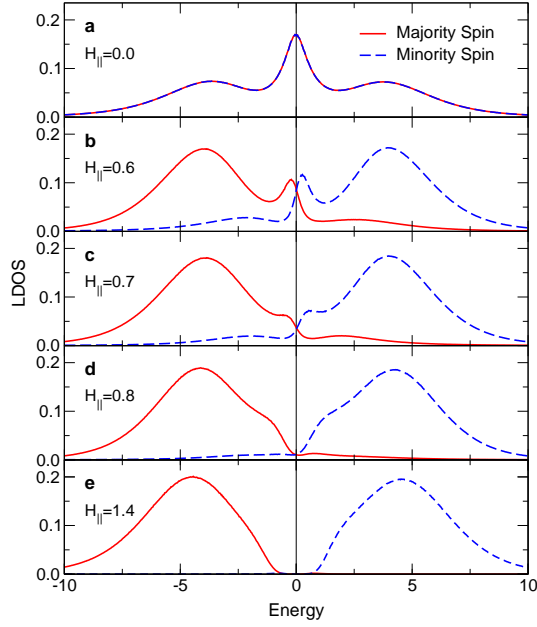 a
H||=0.0
Majority Spin
Minority Spin
0.2
0.1
0.0
b
H||=0.6
0.2
0.1
0.0
c
H||=0.7
0.2
0.1
0.0
d
H||=0.8
0.2
0.1
0.0
e
H||=1.4
0.2
0.1
0.0
LDOS
-10
-5
0
5
10
Energy